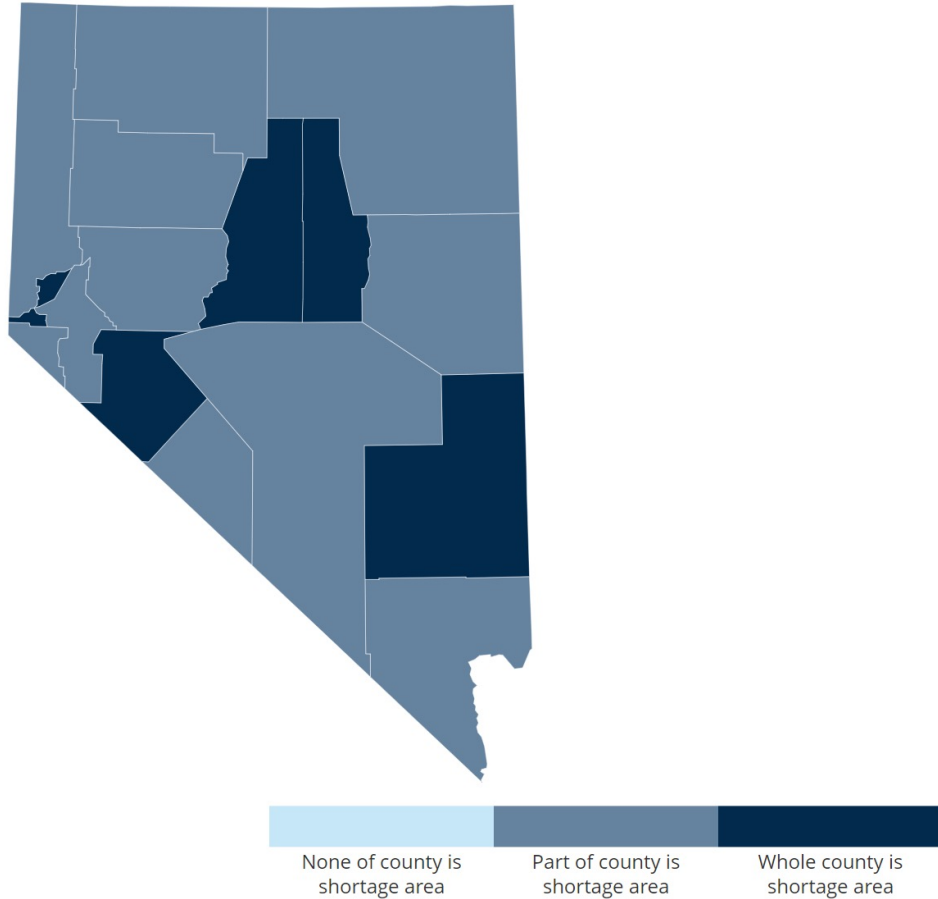 None of county is
shortage area
Part of county is
shortage area
Whole county is
shortage area